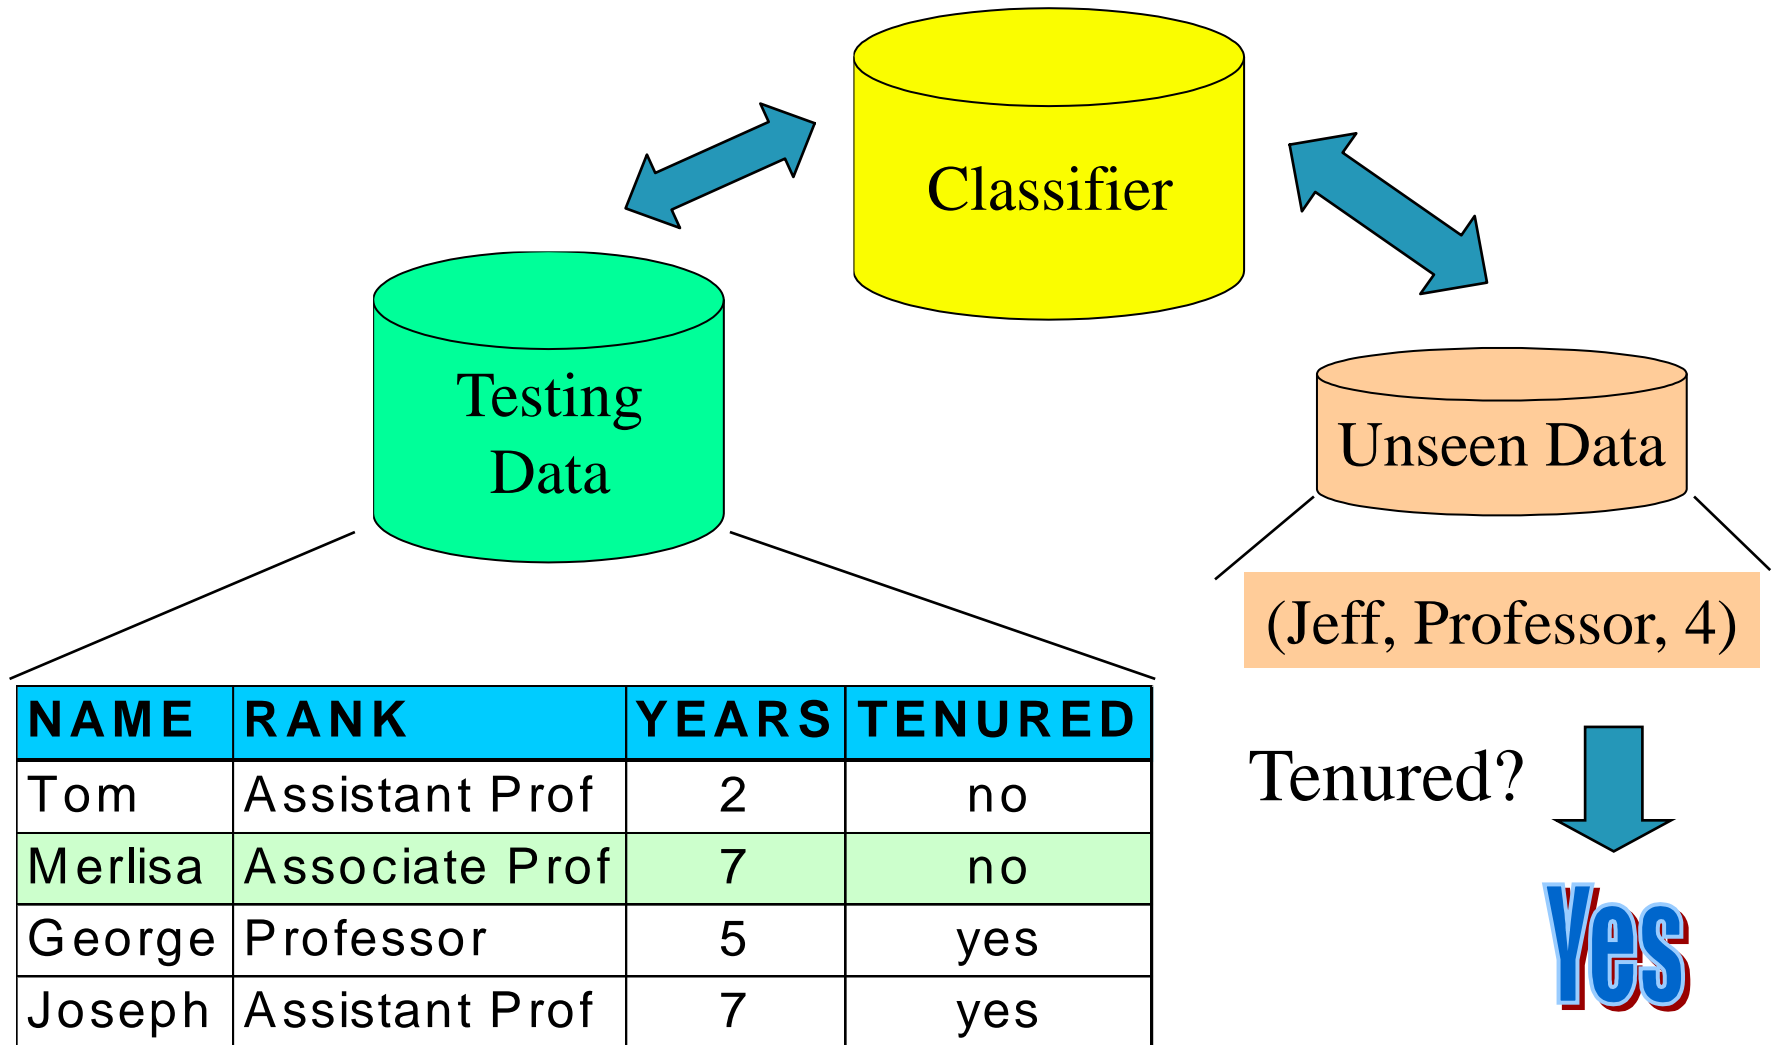 Classifier
Testing
Data
Unseen Data
(Jeff, Professor, 4)
NAME RANK YEARS TENURED
Tom Assistant Prof 2 no
Merlisa Associate Prof 7 no
George Professor 5 yes
Joseph Assistant Prof 7 yes
Tenured?
Yes